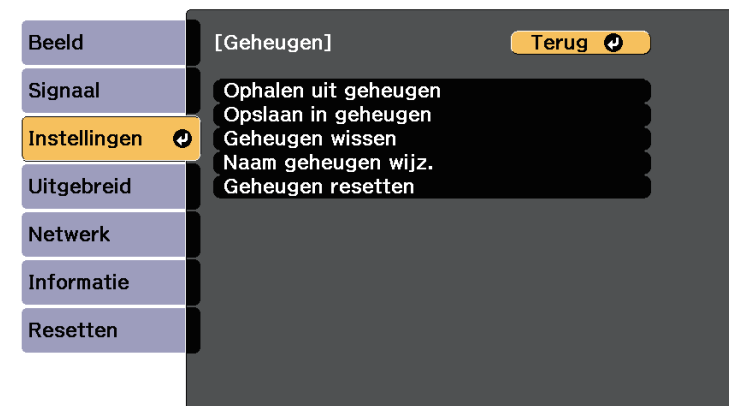 Beeld
Signaal
Instellingen
Uitgebreid
Netwerk
Informatie
Resetten
[Geheugen]
Terug
Ophalen uit geheugen
Opslaan in geheugen
Geheugen wissen
Naam geheugen wijz.
Geheugen resetten